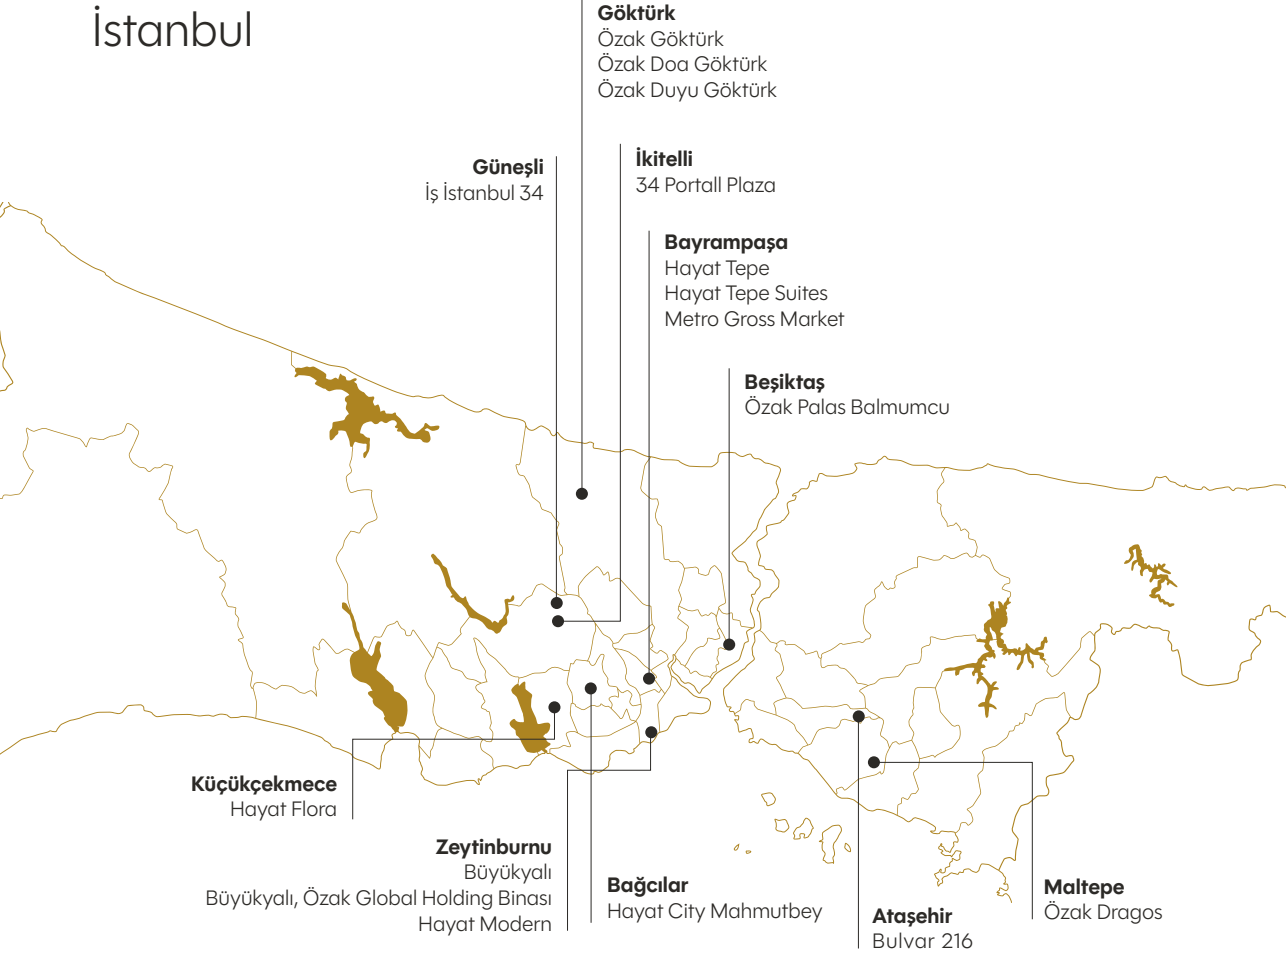 İstanbul
Göktürk
Özak Göktürk
Özak Doa Göktürk
Özak Duyu Göktürk
Güneşli
İş İstanbul 34
İkitelli
34 Portall Plaza
Bayrampaşa
Hayat Tepe
Hayat Tepe Suites
Metro Gross Market
Beşiktaş
Özak Palas Balmumcu
Küçükçekmece
Hayat Flora
Zeytinburnu
Büyükyalı
Büyükyalı, Özak Global Holding Binası
Hayat Modern
Bağcılar
Hayat City Mahmutbey
Ataşehir
Bulvar 216
Maltepe
Özak Dragos